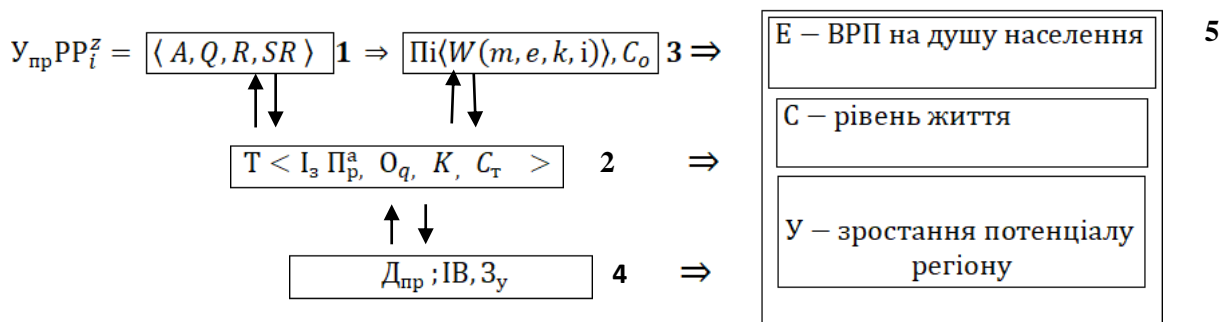 У_пр РР_i^z = ⟨ A, Q, R, SR ⟩ 1 ⇒ Пі⟨W(m, e, k, i)⟩, C_o 3 ⇒
Т < І_з П_р^а, О_q, K, C_т > 2 ⇒
Д_пр ; ІВ, З_у 4 ⇒
Е – ВРП на душу населення 5
С – рівень життя
У – зростання потенціалу
регіону